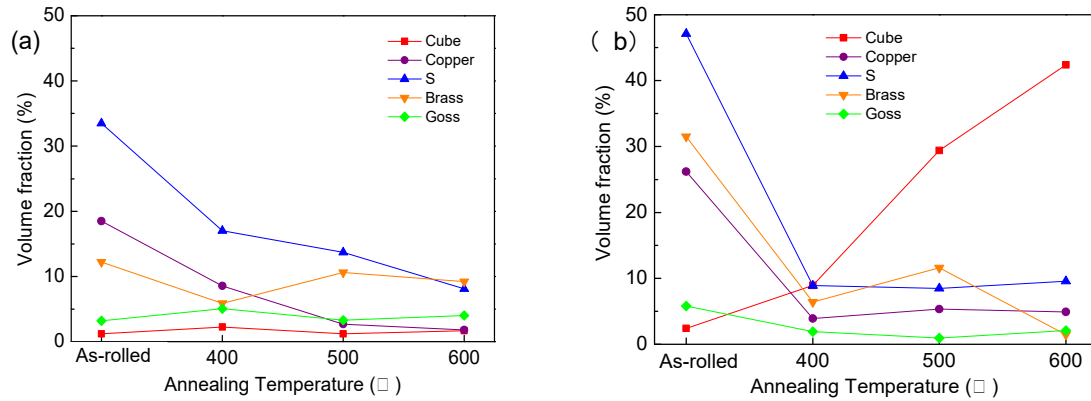 (a)
50
40
30
20
10
0
Volume fraction (%)
Cube
Copper
S
Brass
Goss
As-rolled 400 500 600
Annealing Temperature (□ )
( b)
50
40
30
20
10
0
Volume fraction (%)
Cube
Copper
S
Brass
Goss
As-rolled 400 500 600
Annealing Temperature (□ )